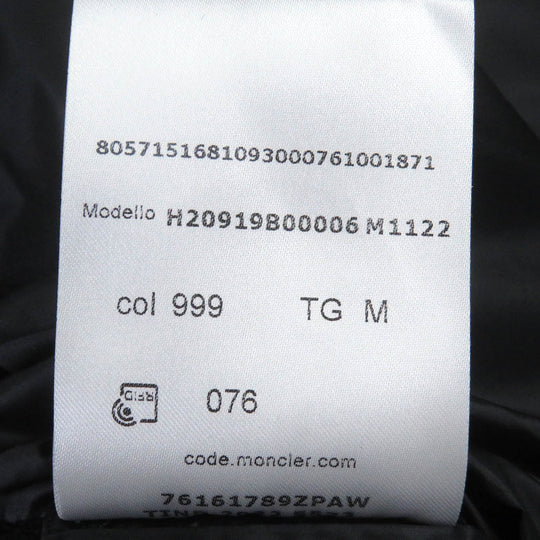 8057151681093000761001871
Modello H20919B00006 M1122
col 999 TG M
RFID 076
code.moncler.com
76161789ZPAW